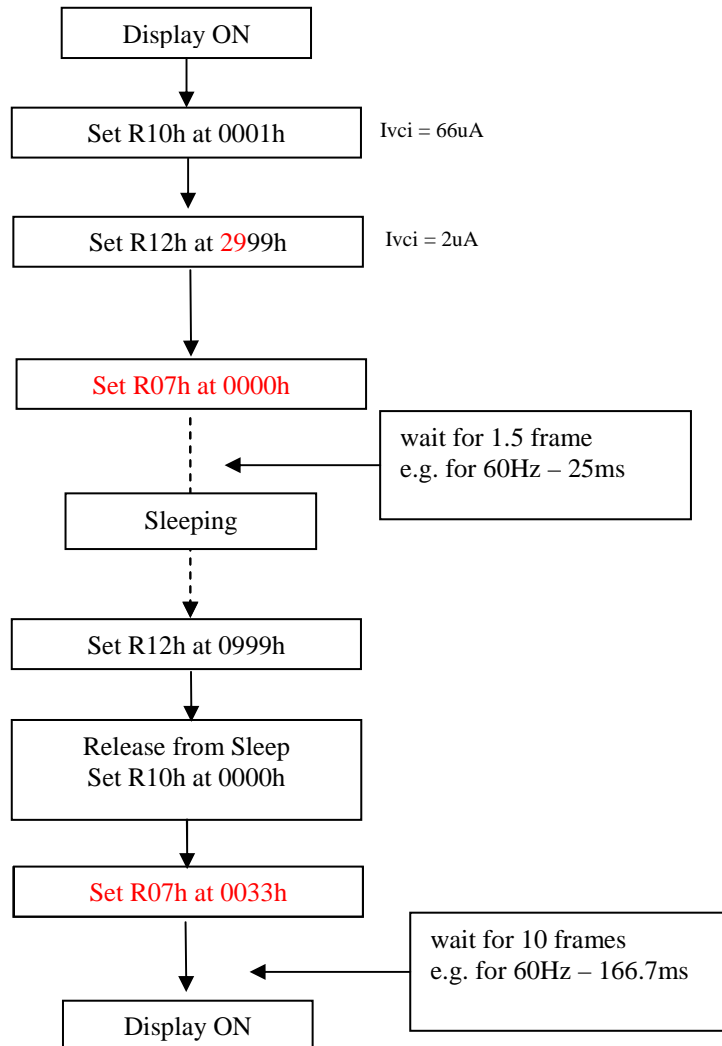 Display ON
Set R10h at 0001h
Ivci = 66uA
Set R12h at 2999h
Ivci = 2uA
Set R07h at 0000h
wait for 1.5 frame
e.g. for 60Hz – 25ms
Sleeping
Set R12h at 0999h
Release from Sleep
Set R10h at 0000h
Set R07h at 0033h
wait for 10 frames
e.g. for 60Hz – 166.7ms
Display ON